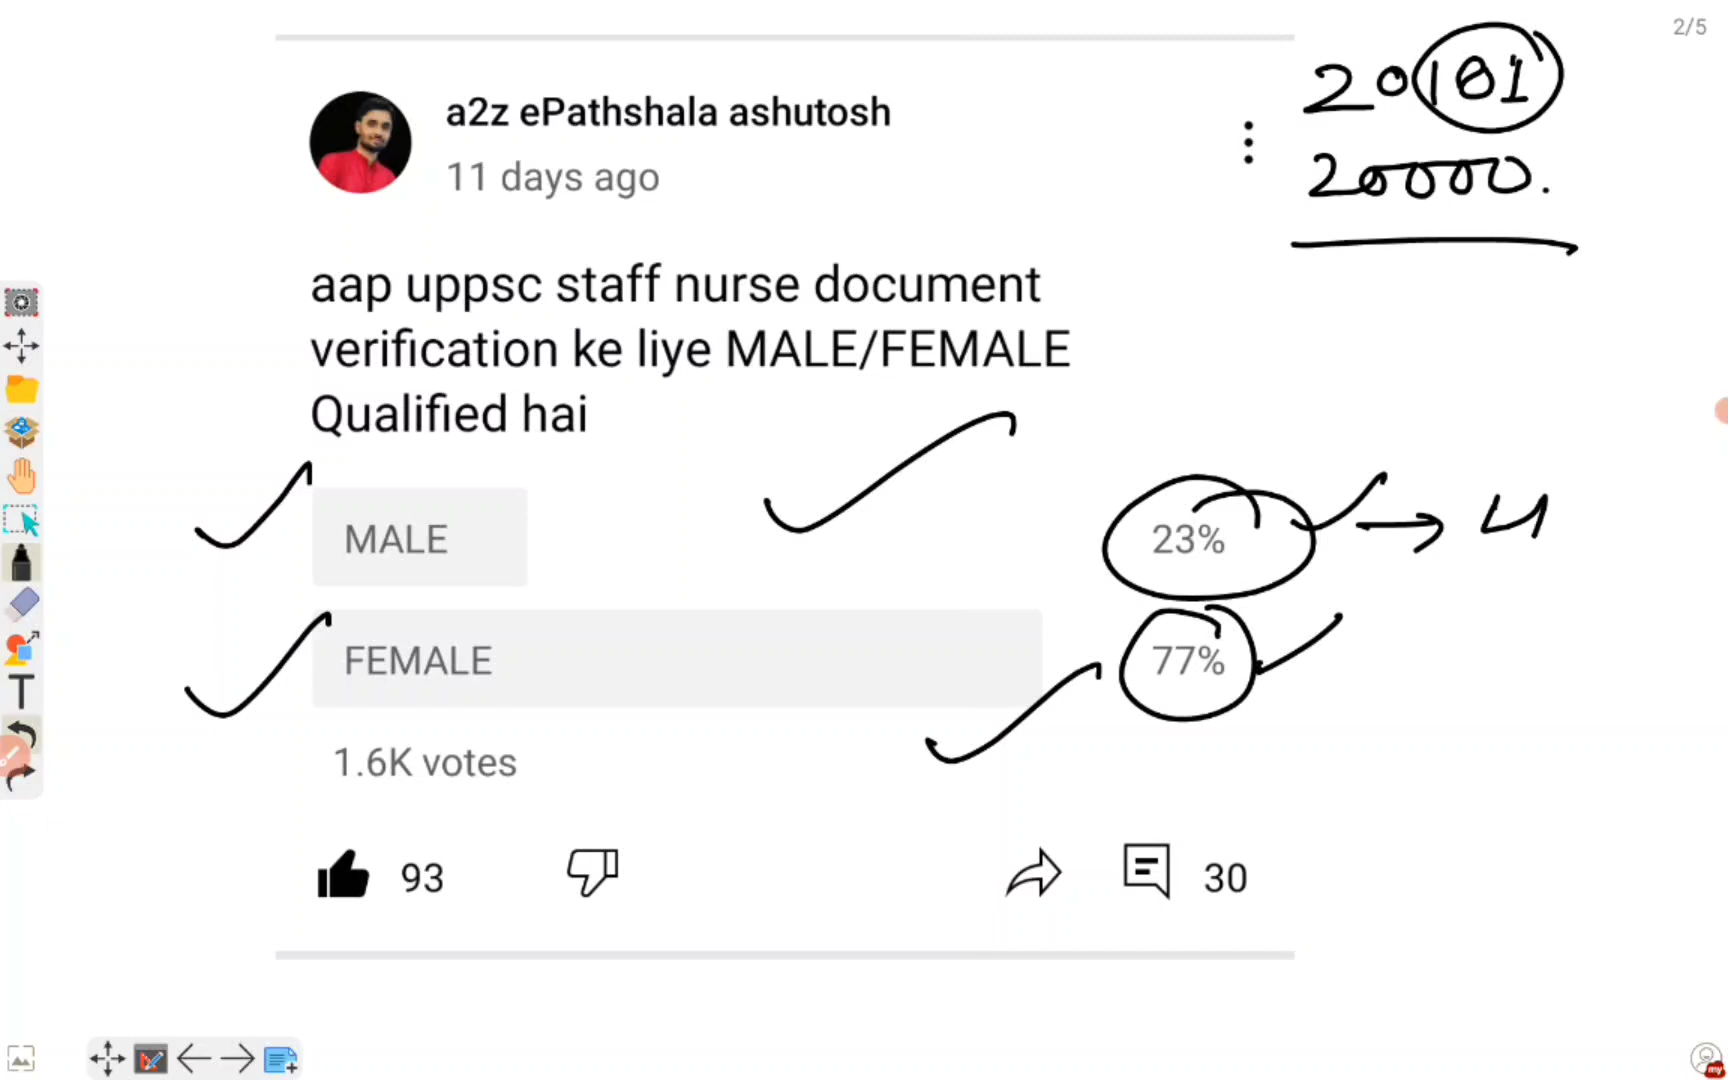 2/5
20181
20000.
a2z ePathshala ashutosh
11 days ago
aap uppsc staff nurse document
verification ke liye MALE/FEMALE
Qualified hai
MALE 23%
FEMALE 77%
1.6K votes
93 30
T
my